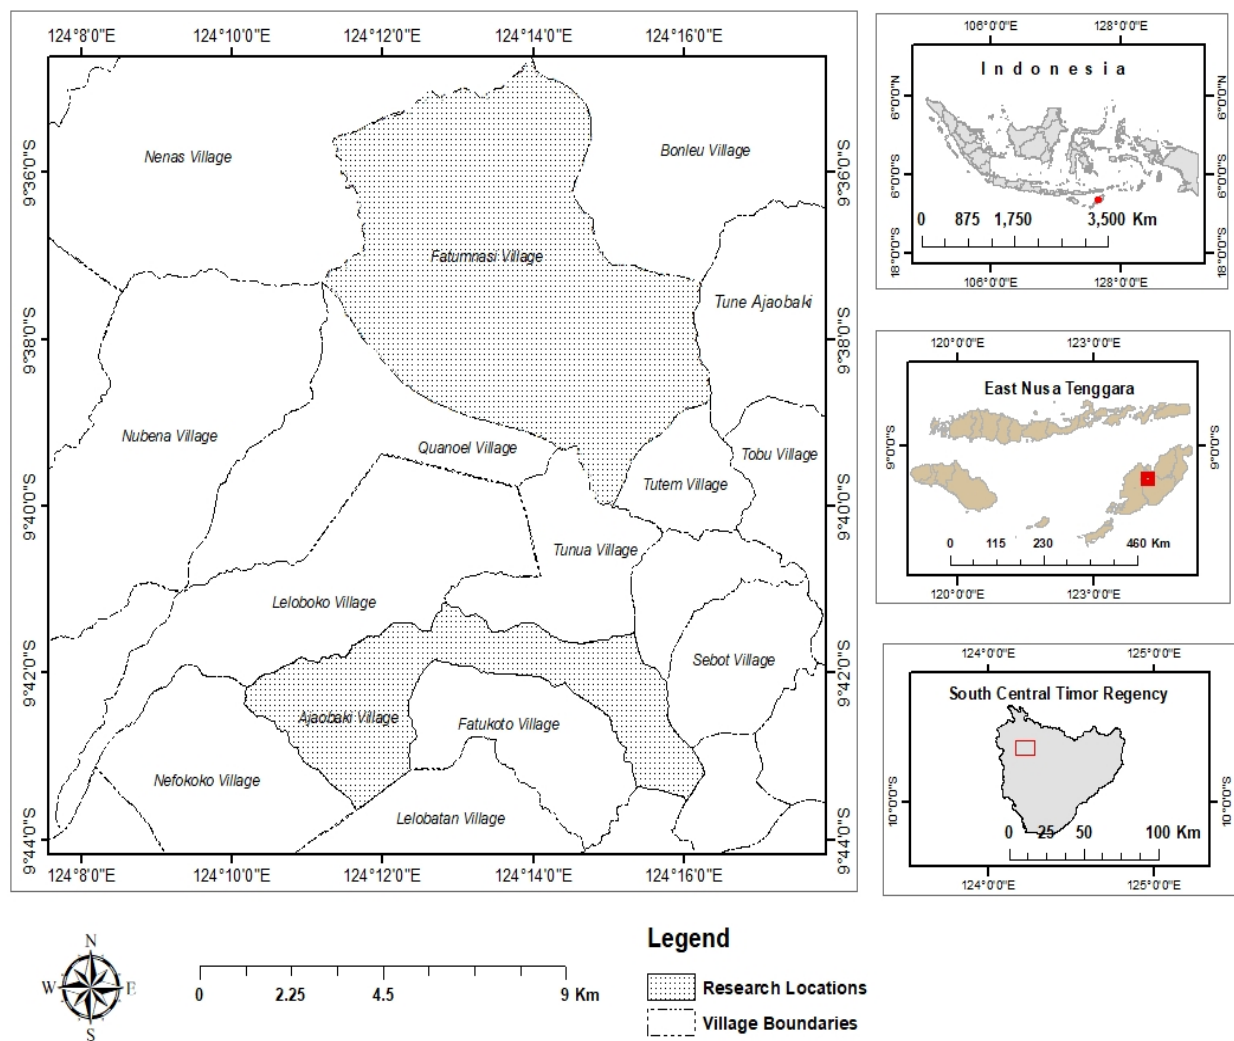 124°8'0"E 124°10'0"E 124°12'0"E 124°14'0"E 124°16'0"E
9°36'0"S
9°38'0"S
9°40'0"S
9°42'0"S
9°44'0"S
Nenas Village
Bonleu Village
Fatumnasi Village
Tune Ajaobaki
Nubena Village
Quanoel Village
Tobu Village
Tutem Village
Tunua Village
Leloboko Village
Sebot Village
Ajaobaki Village
Fatukoto Village
Nefokoko Village
Lelobatan Village
9°36'0"S
9°38'0"S
9°40'0"S
9°42'0"S
9°44'0"S
124°8'0"E 124°10'0"E 124°12'0"E 124°14'0"E 124°16'0"E
106°0'0"E 128°0'0"E
Indonesia
6°0'0"N
6°0'0"S
18°0'0"S
0 875 1,750 3,500 Km
6°0'0"N
6°0'0"S
18°0'0"S
106°0'0"E 128°0'0"E
120°0'0"E 123°0'0"E
East Nusa Tenggara
9°0'0"S
9°0'0"S
0 115 230 460 Km
120°0'0"E 123°0'0"E
124°0'0"E 125°0'0"E
South Central Timor Regency
10°0'0"S
10°0'0"S
0 25 50 100 Km
124°0'0"E 125°0'0"E
N
W E
S
0 2.25 4.5 9 Km
Legend
Research Locations
Village Boundaries